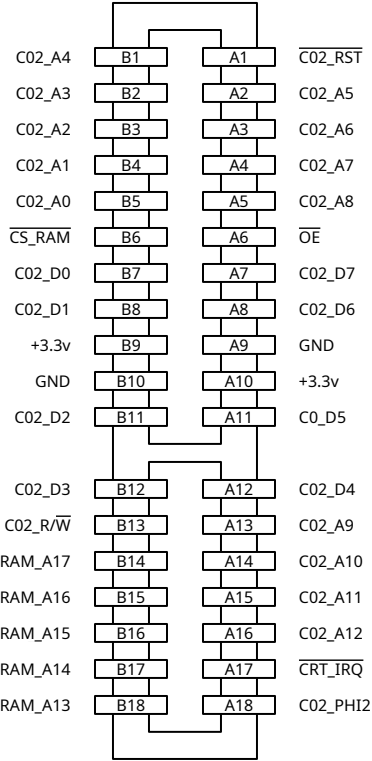 C02_A4 B1 A1 C02_RST
C02_A3 B2 A2 C02_A5
C02_A2 B3 A3 C02_A6
C02_A1 B4 A4 C02_A7
C02_A0 B5 A5 C02_A8
CS_RAM B6 A6 OE
C02_D0 B7 A7 C02_D7
C02_D1 B8 A8 C02_D6
+3.3v B9 A9 GND
GND B10 A10 +3.3v
C02_D2 B11 A11 C0_D5
C02_D3 B12 A12 C02_D4
C02_R/W B13 A13 C02_A9
RAM_A17 B14 A14 C02_A10
RAM_A16 B15 A15 C02_A11
RAM_A15 B16 A16 C02_A12
RAM_A14 B17 A17 CRT_IRQ
RAM_A13 B18 A18 C02_PHI2